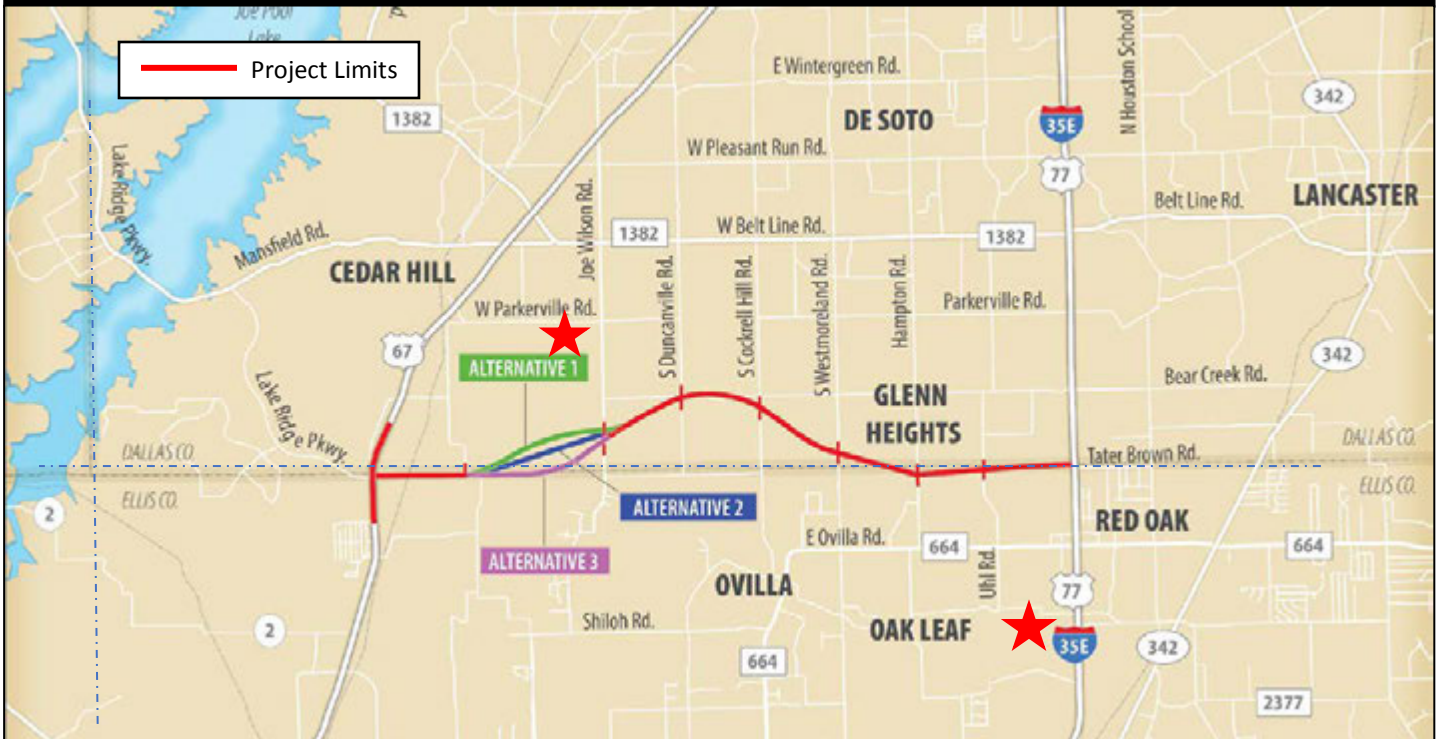 Joe Pool
Lake
Project Limits
E Wintergreen Rd.
N Houston School
342
1382
DE SOTO
35E
W Pleasant Run Rd.
77
Lake Ridge Pkwy.
Joe Wilson Rd.
Belt Line Rd.
LANCASTER
Mansfield Rd.
1382
W Belt Line Rd.
1382
CEDAR HILL
S Duncanville Rd.
S Cockrell Hill Rd.
S Westmoreland Rd.
Hampton Rd.
W Parkerville Rd.
Parkerville Rd.
67
342
ALTERNATIVE 1
Bear Creek Rd.
Lake Ridge Pkwy.
GLENN
HEIGHTS
DALLAS CO.
DALLAS CO.
Tater Brown Rd.
ELLIS CO.
ELLIS CO.
2
ALTERNATIVE 2
RED OAK
E Ovilla Rd.
664
664
ALTERNATIVE 3
Uhl Rd.
OVILLA
77
2
Shiloh Rd.
OAK LEAF
35E
342
664
2377